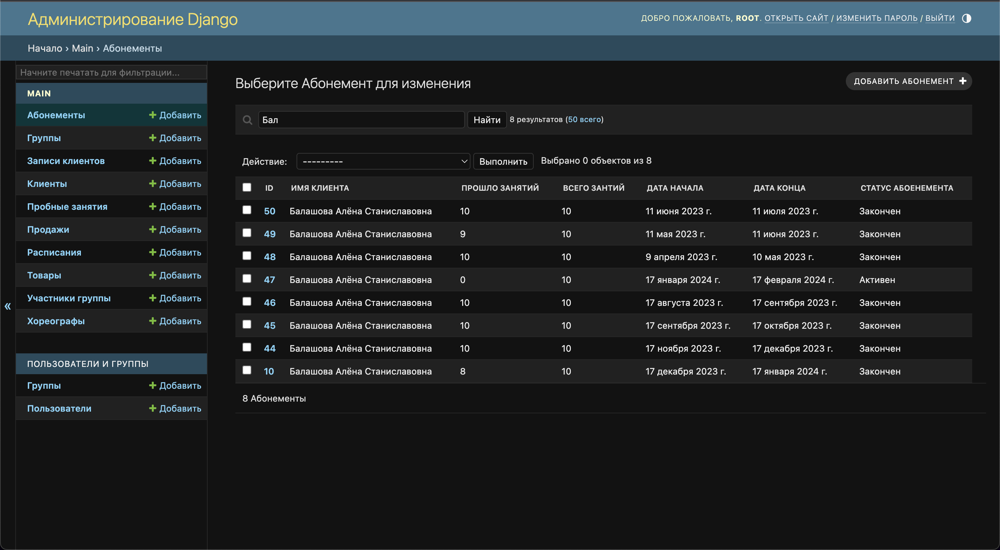 Администрирование Django
ДОБРО ПОЖАЛОВАТЬ, ROOT. ОТКРЫТЬ САЙТ / ИЗМЕНИТЬ ПАРОЛЬ / ВЫЙТИ
Начало › Main › Абонементы
Начните печатать для фильтрации...
MAIN
Абонементы + Добавить
Группы + Добавить
Записи клиентов + Добавить
Клиенты + Добавить
Пробные занятия + Добавить
Продажи + Добавить
Расписания + Добавить
Товары + Добавить
Участники группы + Добавить
Хореографы + Добавить
ПОЛЬЗОВАТЕЛИ И ГРУППЫ
Группы + Добавить
Пользователи + Добавить
«
Выберите Абонемент для изменения
ДОБАВИТЬ АБОНЕМЕНТ +
Бал Найти 8 результатов (50 всего)
Действие: --------- Выполнить Выбрано 0 объектов из 8
ID ИМЯ КЛИЕНТА ПРОШЛО ЗАНЯТИЙ ВСЕГО ЗАНТИЙ ДАТА НАЧАЛА ДАТА КОНЦА СТАТУС АБОЕНЕМЕНТА
50 Балашова Алёна Станиславовна 10 10 11 июня 2023 г. 11 июля 2023 г. Закончен
49 Балашова Алёна Станиславовна 9 10 11 мая 2023 г. 11 июня 2023 г. Закончен
48 Балашова Алёна Станиславовна 10 10 9 апреля 2023 г. 10 мая 2023 г. Закончен
47 Балашова Алёна Станиславовна 0 10 17 января 2024 г. 17 февраля 2024 г. Активен
46 Балашова Алёна Станиславовна 10 10 17 августа 2023 г. 17 сентября 2023 г. Закончен
45 Балашова Алёна Станиславовна 10 10 17 сентября 2023 г. 17 октября 2023 г. Закончен
44 Балашова Алёна Станиславовна 10 10 17 ноября 2023 г. 17 декабря 2023 г. Закончен
10 Балашова Алёна Станиславовна 8 10 17 декабря 2023 г. 17 января 2024 г. Закончен
8 Абонементы